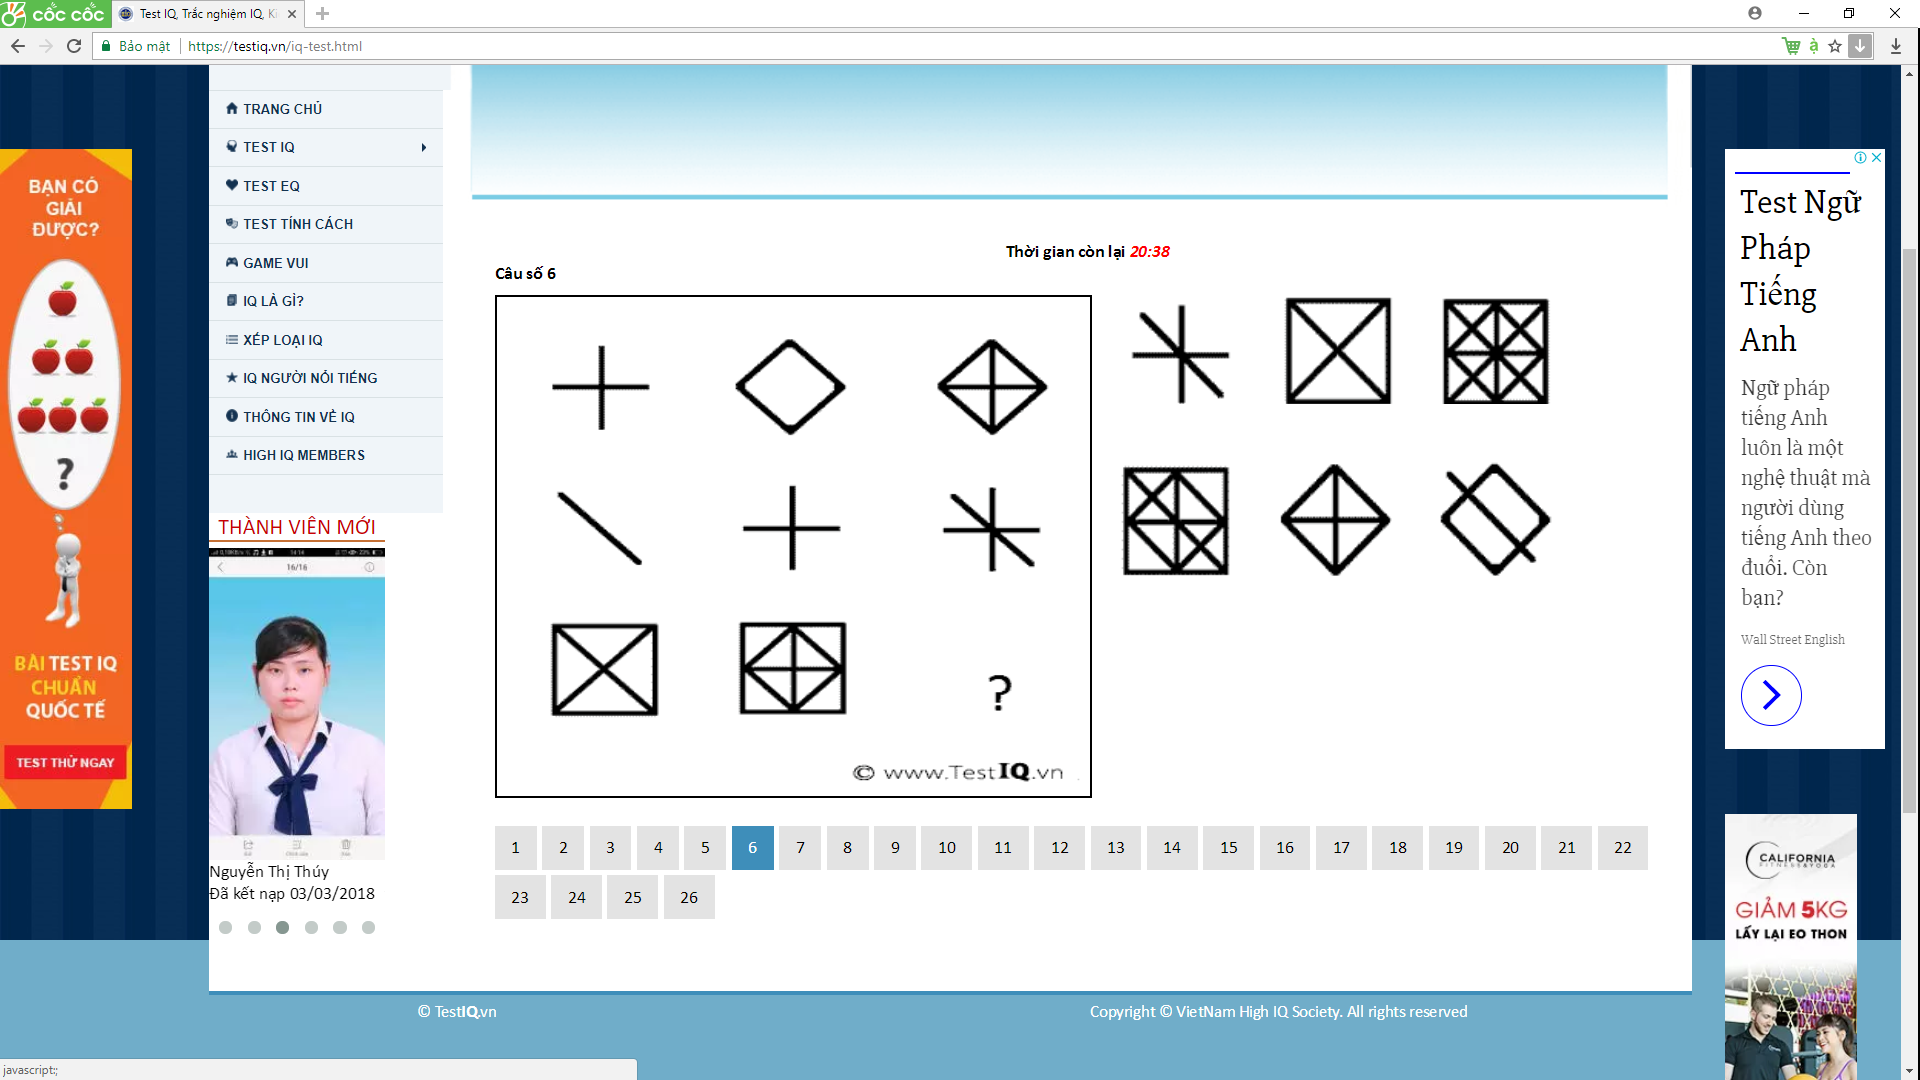 cốc cốc
Test IQ, Trắc nghiệm IQ, Ki
Bảo mật
https://testiq.vn/iq-test.html
TRANG CHỦ
TEST IQ
TEST EQ
TEST TÍNH CÁCH
GAME VUI
IQ LÀ GÌ?
XẾP LOẠI IQ
IQ NGƯỜI NỔI TIẾNG
THÔNG TIN VỀ IQ
HIGH IQ MEMBERS
THÀNH VIÊN MỚI
16/16
Nguyễn Thị Thúy
Đã kết nạp 03/03/2018
BẠN CÓ
GIẢI
ĐƯỢC?
?
BÀI TEST IQ
CHUẨN
QUỐC TẾ
TEST THỬ NGAY
Thời gian còn lại 20:38
Câu số 6
?
© www.TestIQ.vn
1 2 3 4 5 6 7 8 9 10 11 12 13 14 15 16 17 18 19 20 21 22
23 24 25 26
Test Ngữ
Pháp
Tiếng
Anh
Ngữ pháp
tiếng Anh
luôn là một
nghệ thuật mà
người dùng
tiếng Anh theo
đuổi. Còn
bạn?
Wall Street English
CALIFORNIA
FITNESS & YOGA
GIẢM 5KG
LẤY LẠI EO THON
© TestIQ.vn
Copyright © VietNam High IQ Society. All rights reserved
javascript:;